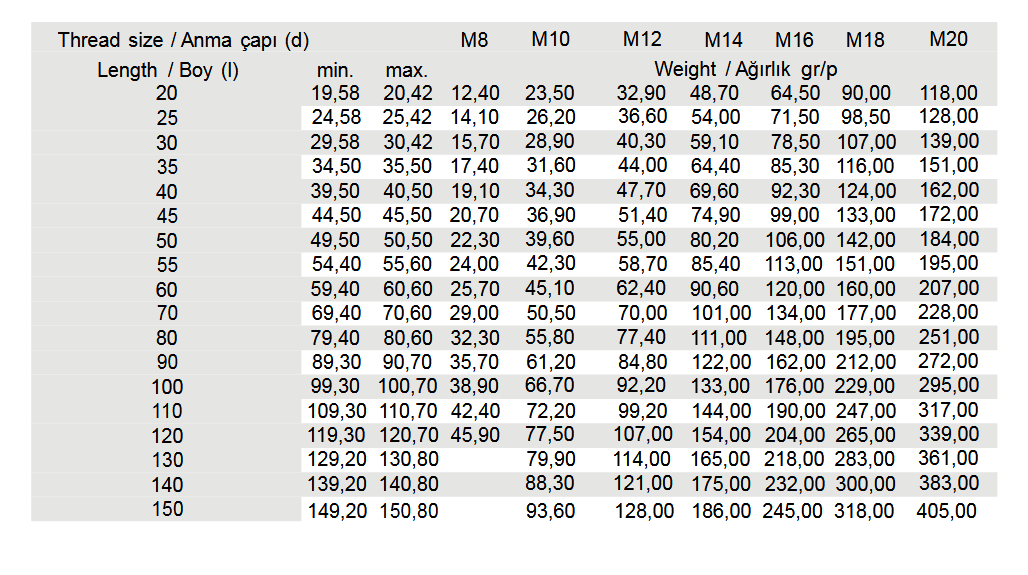 Thread size / Anma çapı (d) M8 M10 M12 M14 M16 M18 M20
Length / Boy (l) min. max. Weight / Ağırlık gr/p
20 19,58 20,42 12,40 23,50 32,90 48,70 64,50 90,00 118,00
25 24,58 25,42 14,10 26,20 36,60 54,00 71,50 98,50 128,00
30 29,58 30,42 15,70 28,90 40,30 59,10 78,50 107,00 139,00
35 34,50 35,50 17,40 31,60 44,00 64,40 85,30 116,00 151,00
40 39,50 40,50 19,10 34,30 47,70 69,60 92,30 124,00 162,00
45 44,50 45,50 20,70 36,90 51,40 74,90 99,00 133,00 172,00
50 49,50 50,50 22,30 39,60 55,00 80,20 106,00 142,00 184,00
55 54,40 55,60 24,00 42,30 58,70 85,40 113,00 151,00 195,00
60 59,40 60,60 25,70 45,10 62,40 90,60 120,00 160,00 207,00
70 69,40 70,60 29,00 50,50 70,00 101,00 134,00 177,00 228,00
80 79,40 80,60 32,30 55,80 77,40 111,00 148,00 195,00 251,00
90 89,30 90,70 35,70 61,20 84,80 122,00 162,00 212,00 272,00
100 99,30 100,70 38,90 66,70 92,20 133,00 176,00 229,00 295,00
110 109,30 110,70 42,40 72,20 99,20 144,00 190,00 247,00 317,00
120 119,30 120,70 45,90 77,50 107,00 154,00 204,00 265,00 339,00
130 129,20 130,80 79,90 114,00 165,00 218,00 283,00 361,00
140 139,20 140,80 88,30 121,00 175,00 232,00 300,00 383,00
150 149,20 150,80 93,60 128,00 186,00 245,00 318,00 405,00